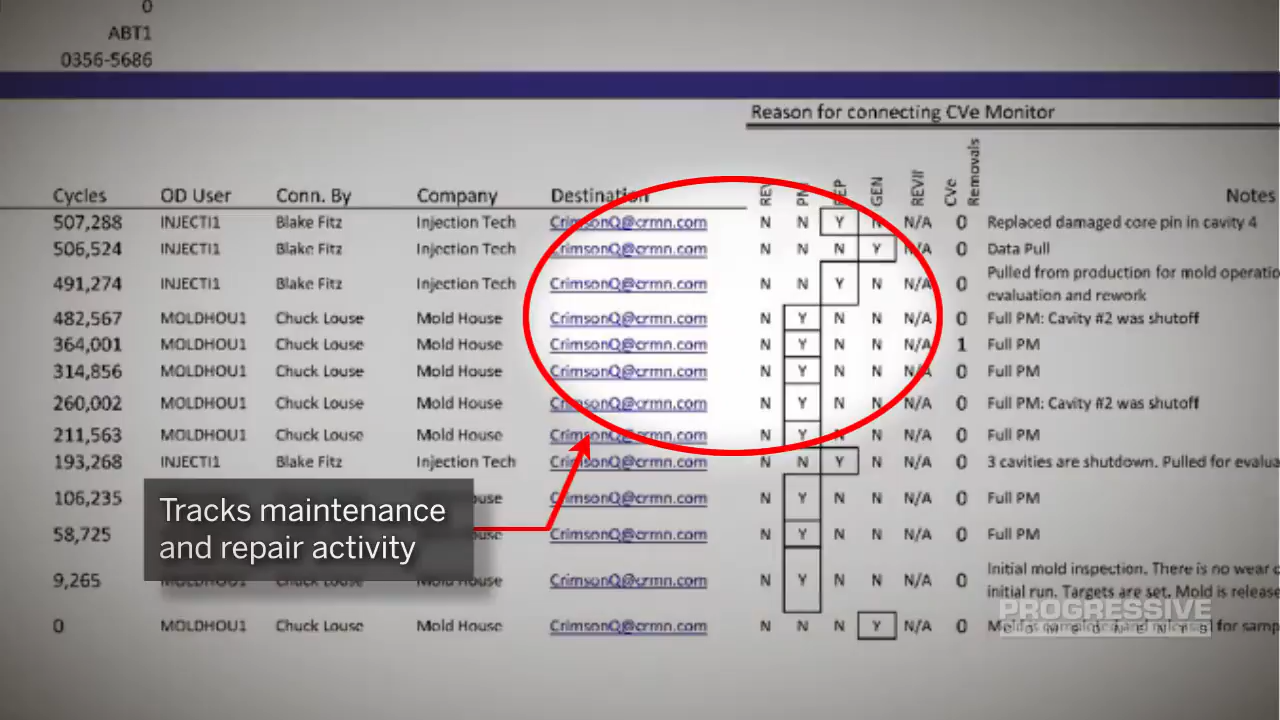 0
ABT1
0356-5686
Reason for connecting CVe Monitor
Cycles OD User Conn. By Company Destination REV PM REP GEN REVII CVe Removals Notes
507,288 INJECTI1 Blake Fitz Injection Tech CrimsonQ@crmn.com N N Y N N/A 0 Replaced damaged core pin in cavity 4
506,524 INJECTI1 Blake Fitz Injection Tech CrimsonQ@crmn.com N N N Y N/A 0 Data Pull
491,274 INJECTI1 Blake Fitz Injection Tech CrimsonQ@crmn.com N N Y N N/A 0 Pulled from production for mold operatio
evaluation and rework
482,567 MOLDHOU1 Chuck Louse Mold House CrimsonQ@crmn.com N Y N N N/A 0 Full PM: Cavity #2 was shutoff
364,001 MOLDHOU1 Chuck Louse Mold House CrimsonQ@crmn.com N Y N N N/A 1 Full PM
314,856 MOLDHOU1 Chuck Louse Mold House CrimsonQ@crmn.com N Y N N N/A 0 Full PM
260,002 MOLDHOU1 Chuck Louse Mold House CrimsonQ@crmn.com N Y N N N/A 0 Full PM: Cavity #2 was shutoff
211,563 MOLDHOU1 Chuck Louse Mold House CrimsonQ@crmn.com N Y N N N/A 0 Full PM
193,268 INJECTI1 Blake Fitz Injection Tech CrimsonQ@crmn.com N N Y N N/A 0 3 cavities are shutdown. Pulled for evalua
106,235 ouse CrimsonQ@crmn.com N Y N N N/A 0 Full PM
58,725 ouse CrimsonQ@crmn.com N Y N N N/A 0 Full PM
Tracks maintenance
and repair activity
9,265 MOLDHOU1 Chuck Louse Mold House CrimsonQ@crmn.com N Y N N N/A 0 Initial mold inspection. There is no wear
initial run. Targets are set. Mold is release
0 MOLDHOU1 Chuck Louse Mold House CrimsonQ@crmn.com N N N Y N/A 0 for samp
PROGRESSIVE
COMPONENTS